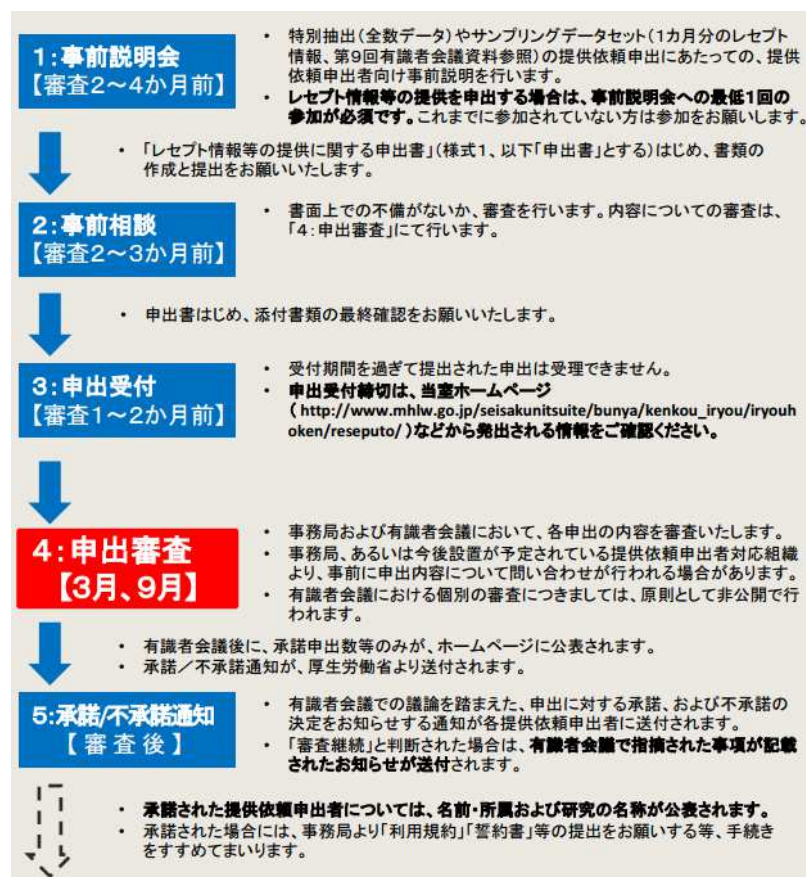 1:事前説明会
【審査2~4か月前】
・ 特別抽出(全数データ)やサンプリングデータセット(1カ月分のレセプト
情報、第9回有識者会議資料参照)の提供依頼申出にあたっての、提供
依頼申出者向け事前説明を行います。
・ レセプト情報等の提供を申出する場合は、事前説明会への最低1回の
参加が必須です。これまでに参加されていない方は参加をお願いします。
・ 「レセプト情報等の提供に関する申出書」(様式1、以下「申出書」とする)はじめ、書類の
作成と提出をお願いいたします。
2:事前相談
【審査2~3か月前】
・ 書面上での不備がないか、審査を行います。内容についての審査は、
「4:申出審査」にて行います。
・ 申出書はじめ、添付書類の最終確認をお願いいたします。
3:申出受付
【審査1~2か月前】
・ 受付期間を過ぎて提出された申出は受理できません。
・ 申出受付締切は、当室ホームページ
( http://www.mhlw.go.jp/seisakunitsuite/bunya/kenkou_iryou/iryouh
oken/reseputo/ )などから発出される情報をご確認ください。
4:申出審査
【3月、9月】
・ 事務局および有識者会議において、各申出の内容を審査いたします。
・ 事務局、あるいは今後設置が予定されている提供依頼申出者対応組織
より、事前に申出内容について問い合わせが行われる場合があります。
・ 有識者会議における個別の審査につきましては、原則として非公開で行
われます。
・ 有識者会議後に、承諾申出数等のみが、ホームページに公表されます。
・ 承諾/不承諾通知が、厚生労働省より送付されます。
5:承諾/不承諾通知
【 審 査 後 】
・ 有識者会議での議論を踏まえた、申出に対する承諾、および不承諾の
決定をお知らせする通知が各提供依頼申出者に送付されます。
・ 「審査継続」と判断された場合は、有識者会議で指摘された事項が記載
されたお知らせが送付されます。
・ 承諾された提供依頼申出者については、名前・所属および研究の名称が公表されます。
・ 承諾された場合には、事務局より「利用規約」「誓約書」等の提出をお願いする等、手続き
をすすめてまいります。